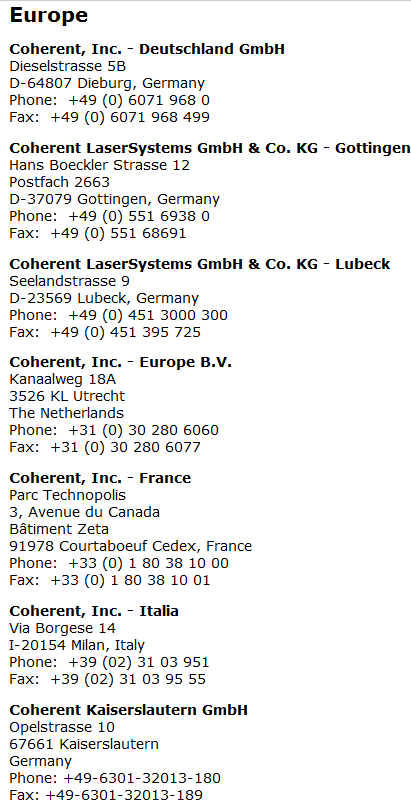 Europe
Coherent, Inc. - Deutschland GmbH
Dieselstrasse 5B
D-64807 Dieburg, Germany
Phone:  +49 (0) 6071 968 0
Fax:  +49 (0) 6071 968 499
Coherent LaserSystems GmbH & Co. KG - Gottingen
Hans Boeckler Strasse 12
Postfach 2663
D-37079 Gottingen, Germany
Phone:  +49 (0) 551 6938 0
Fax:  +49 (0) 551 68691
Coherent LaserSystems GmbH & Co. KG - Lubeck
Seelandstrasse 9
D-23569 Lubeck, Germany
Phone:  +49 (0) 451 3000 300
Fax:  +49 (0) 451 395 725
Coherent, Inc. - Europe B.V.
Kanaalweg 18A
3526 KL Utrecht
The Netherlands
Phone:  +31 (0) 30 280 6060
Fax:  +31 (0) 30 280 6077
Coherent, Inc. - France
Parc Technopolis
3, Avenue du Canada
Bâtiment Zeta
91978 Courtaboeuf Cedex, France
Phone:  +33 (0) 1 80 38 10 00
Fax:  +33 (0) 1 80 38 10 01
Coherent, Inc. - Italia
Via Borgese 14
I-20154 Milan, Italy
Phone:  +39 (02) 31 03 951
Fax:  +39 (02) 31 03 95 55
Coherent Kaiserslautern GmbH
Opelstrasse 10
67661 Kaiserslautern
Germany
Phone: +49-6301-32013-180
Fax: +49-6301-32013-189